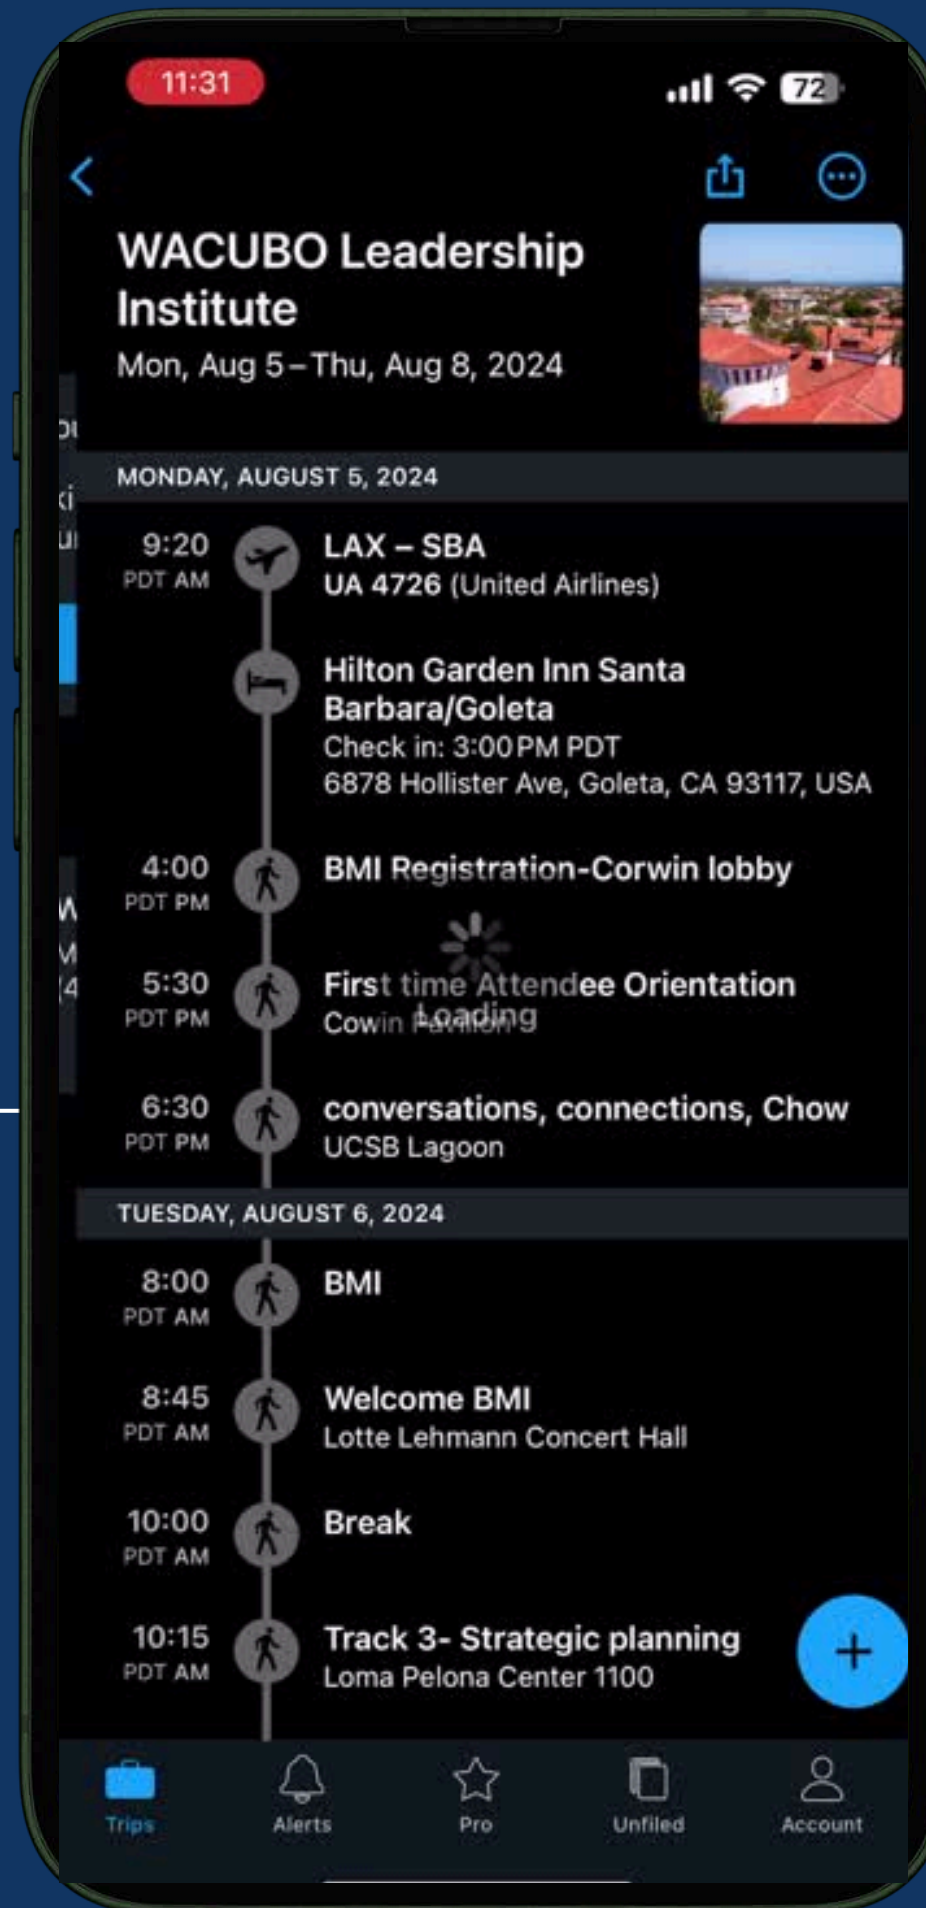 11:31
72
WACUBO Leadership
Institute
Mon, Aug 5 – Thu, Aug 8, 2024
MONDAY, AUGUST 5, 2024
9:20
PDT AM
LAX – SBA
UA 4726 (United Airlines)
Hilton Garden Inn Santa
Barbara/Goleta
Check in: 3:00 PM PDT
6878 Hollister Ave, Goleta, CA 93117, USA
4:00
PDT PM
BMI Registration-Corwin lobby
5:30
PDT PM
First time Attendee Orientation
Cowin Pavilion
Loading
6:30
PDT PM
conversations, connections, Chow
UCSB Lagoon
TUESDAY, AUGUST 6, 2024
8:00
PDT AM
BMI
8:45
PDT AM
Welcome BMI
Lotte Lehmann Concert Hall
10:00
PDT AM
Break
10:15
PDT AM
Track 3- Strategic planning
Loma Pelona Center 1100
Trips
Alerts
Pro
Unfiled
Account